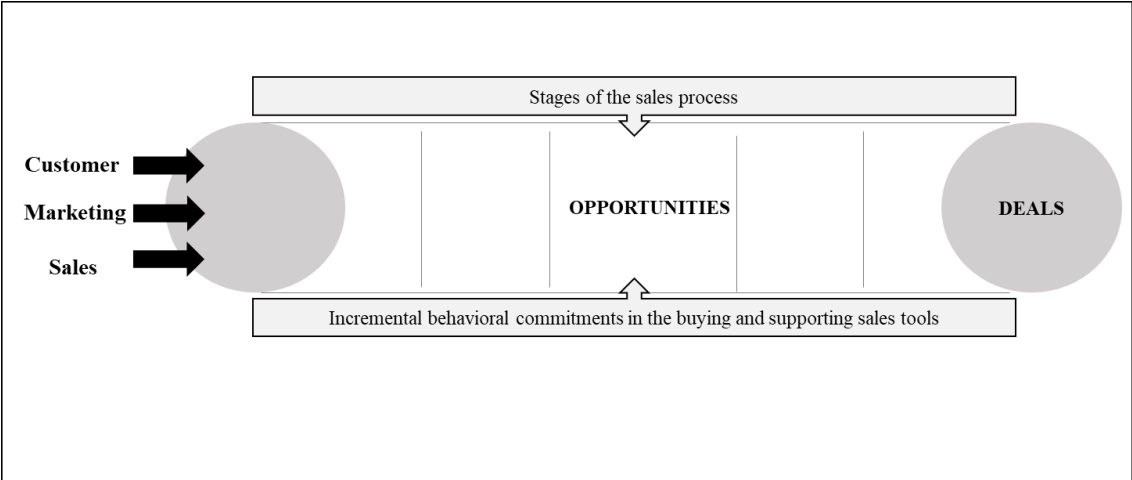 Stages of the sales process
Customer
Marketing
Sales
OPPORTUNITIES
DEALS
Incremental behavioral commitments in the buying and supporting sales tools